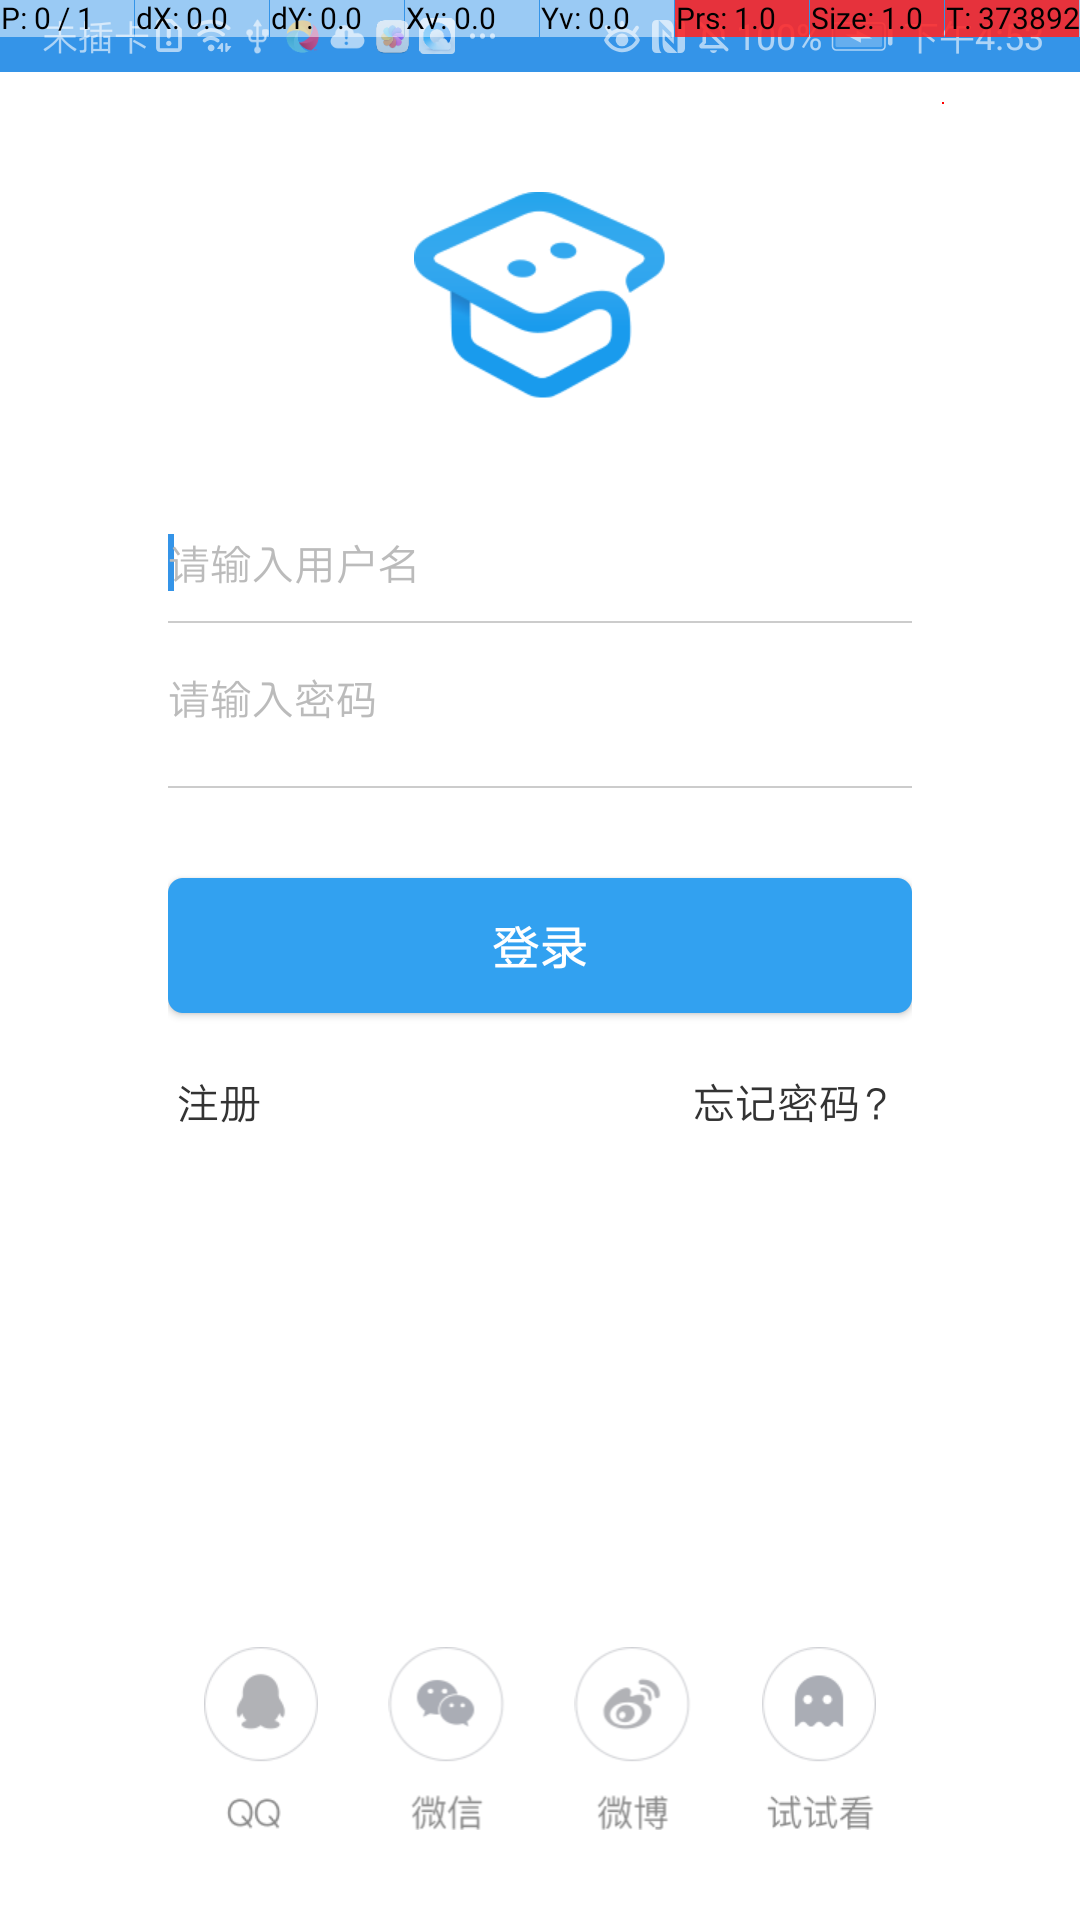 P: 0 / 1 dX: 0.0 dY: 0.0 Xv: 0.0 Yv: 0.0 Prs: 1.0 Size: 1.0 T: 373892
未插卡 100% 下午4:53
请输入用户名
请输入密码
登录
注册 忘记密码?
QQ 微信 微博 试试看